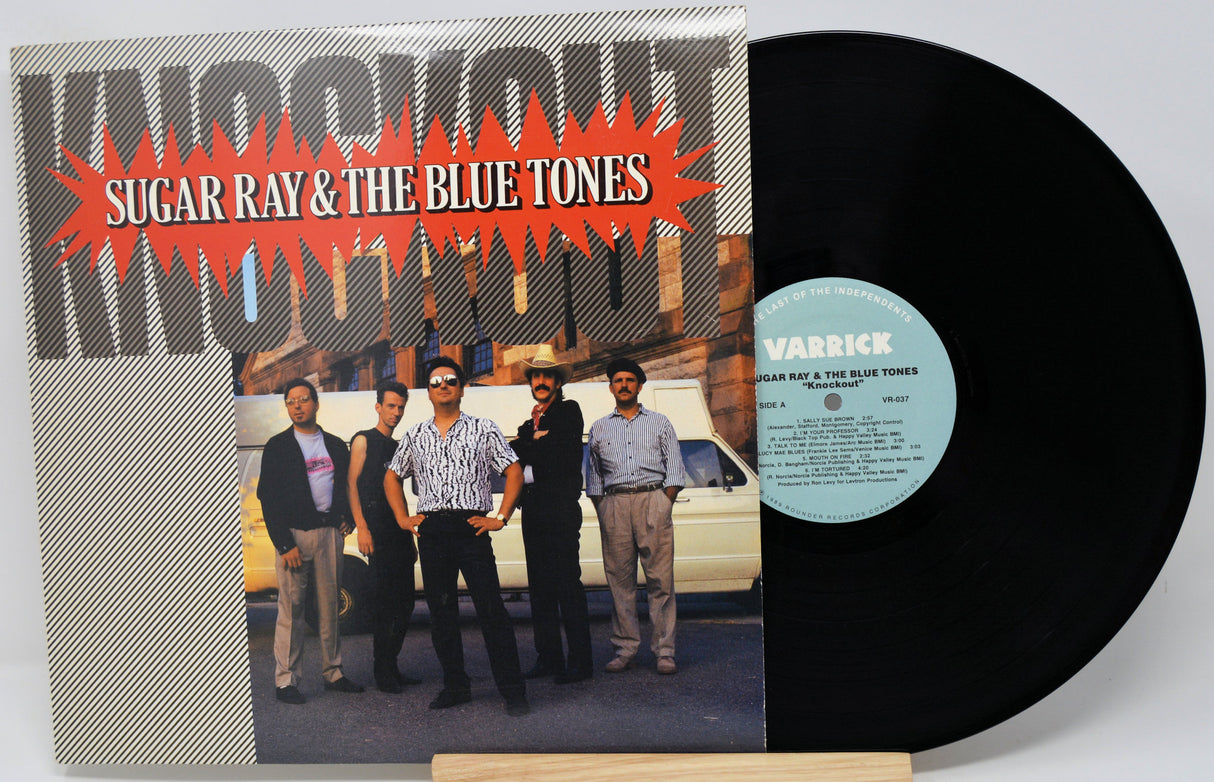 KNOCKOUT
SUGAR RAY & THE BLUE TONES
LAST OF THE INDEPENDENTS
VARRICK
UGAR RAY & THE BLUE TONES
"Knockout"
SIDE A VR-037
1. SALLY SUE BROWN 2:57
(Alexander, Stafford, Montgomery, Copyright Control)
2. I'M YOUR PROFESSOR 3:24
(R. Levy/Black Top Pub. & Happy Valley Music BMI)
3. TALK TO ME (Elmore James/Arc Music BMI) 3:00
LUCY MAE BLUES (Frankie Lee Sems/Venice Music BMI) 3:03
5. MOUTH ON FIRE 2:32
Norcia, D. Bangham/Norcia Publishing & Happy Valley Music BMI)
6. I'M TORTURED 4:20
(R. Norcia/Norcia Publishing & Happy Valley Music BMI)
Produced by Ron Levy for Levtron Productions
ROUNDER RECORDS CORPORATION